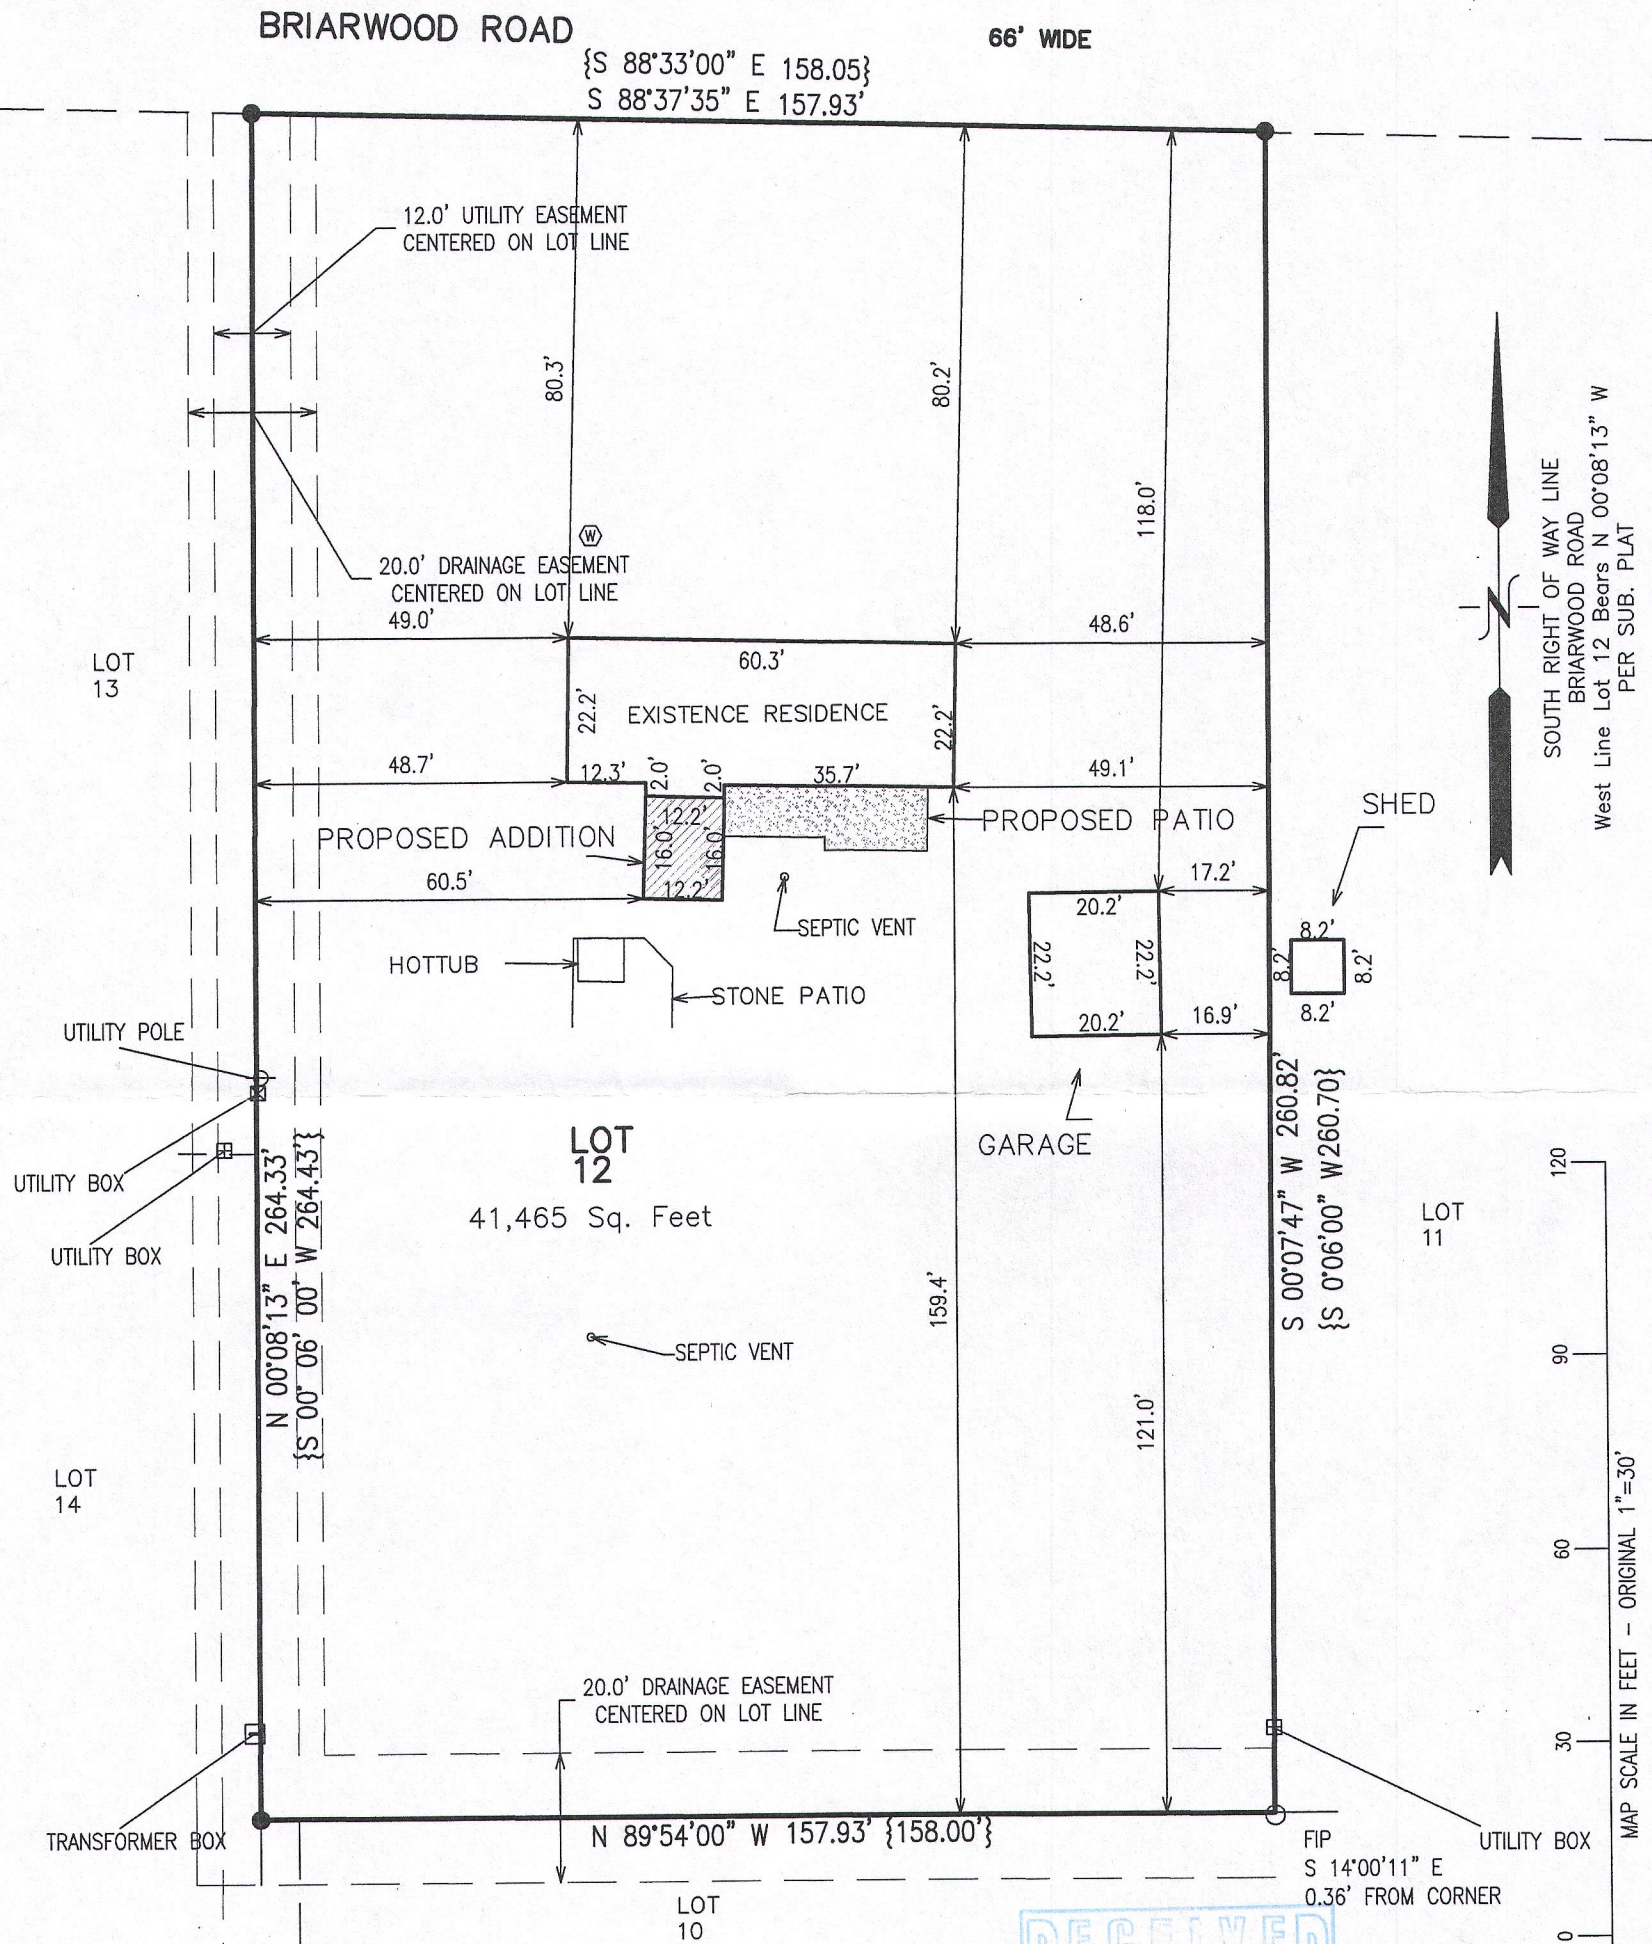 BRIARWOOD ROAD
66' WIDE
{S 88°33'00" E 158.05}
S 88°37'35" E 157.93'
12.0' UTILITY EASEMENT
CENTERED ON LOT LINE
80.3'
80.2'
118.0'
W
20.0' DRAINAGE EASEMENT
CENTERED ON LOT LINE
49.0'
48.6'
LOT
13
60.3'
22.2'
EXISTENCE RESIDENCE
22.2'
48.7'
12.3'
2.0'
2.0'
35.7'
49.1'
SOUTH RIGHT OF WAY LINE
BRIARWOOD ROAD
West Line Lot 12 Bears N 00°08'13" W
PER SUB. PLAT
N
SHED
PROPOSED ADDITION
12.2'
16.0'
16.0'
12.2'
PROPOSED PATIO
60.5'
17.2'
SEPTIC VENT
20.2'
22.2'
22.2'
20.2'
16.9'
8.2'
8.2'
8.2'
8.2'
HOTTUB
STONE PATIO
UTILITY POLE
UTILITY BOX
UTILITY BOX
LOT
12
41,465 Sq. Feet
GARAGE
N 00°08'13" E 264.33'
{S 00° 06' 00' W 264.43'}
S 00°07'47" W 260.82'
{S 0°06'00" W260.70}
LOT
11
159.4'
121.0'
SEPTIC VENT
LOT
14
20.0' DRAINAGE EASEMENT
CENTERED ON LOT LINE
TRANSFORMER BOX
N 89°54'00" W 157.93' {158.00'}
FIP
S 14°00'11" E
0.36' FROM CORNER
UTILITY BOX
LOT
10
120
90
60
30
0
MAP SCALE IN FEET - ORIGINAL 1"=30'
RECEIVED